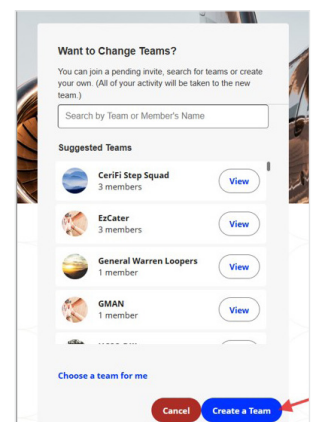 Want to Change Teams?
You can join a pending invite, search for teams or create
your own. (All of your activity will be taken to the new
team.)
Search by Team or Member's Name
Suggested Teams
CeriFi Step Squad
3 members
View
EzCater
3 members
View
General Warren Loopers
1 member
View
GMAN
1 member
View
Choose a team for me
Cancel
Create a Team